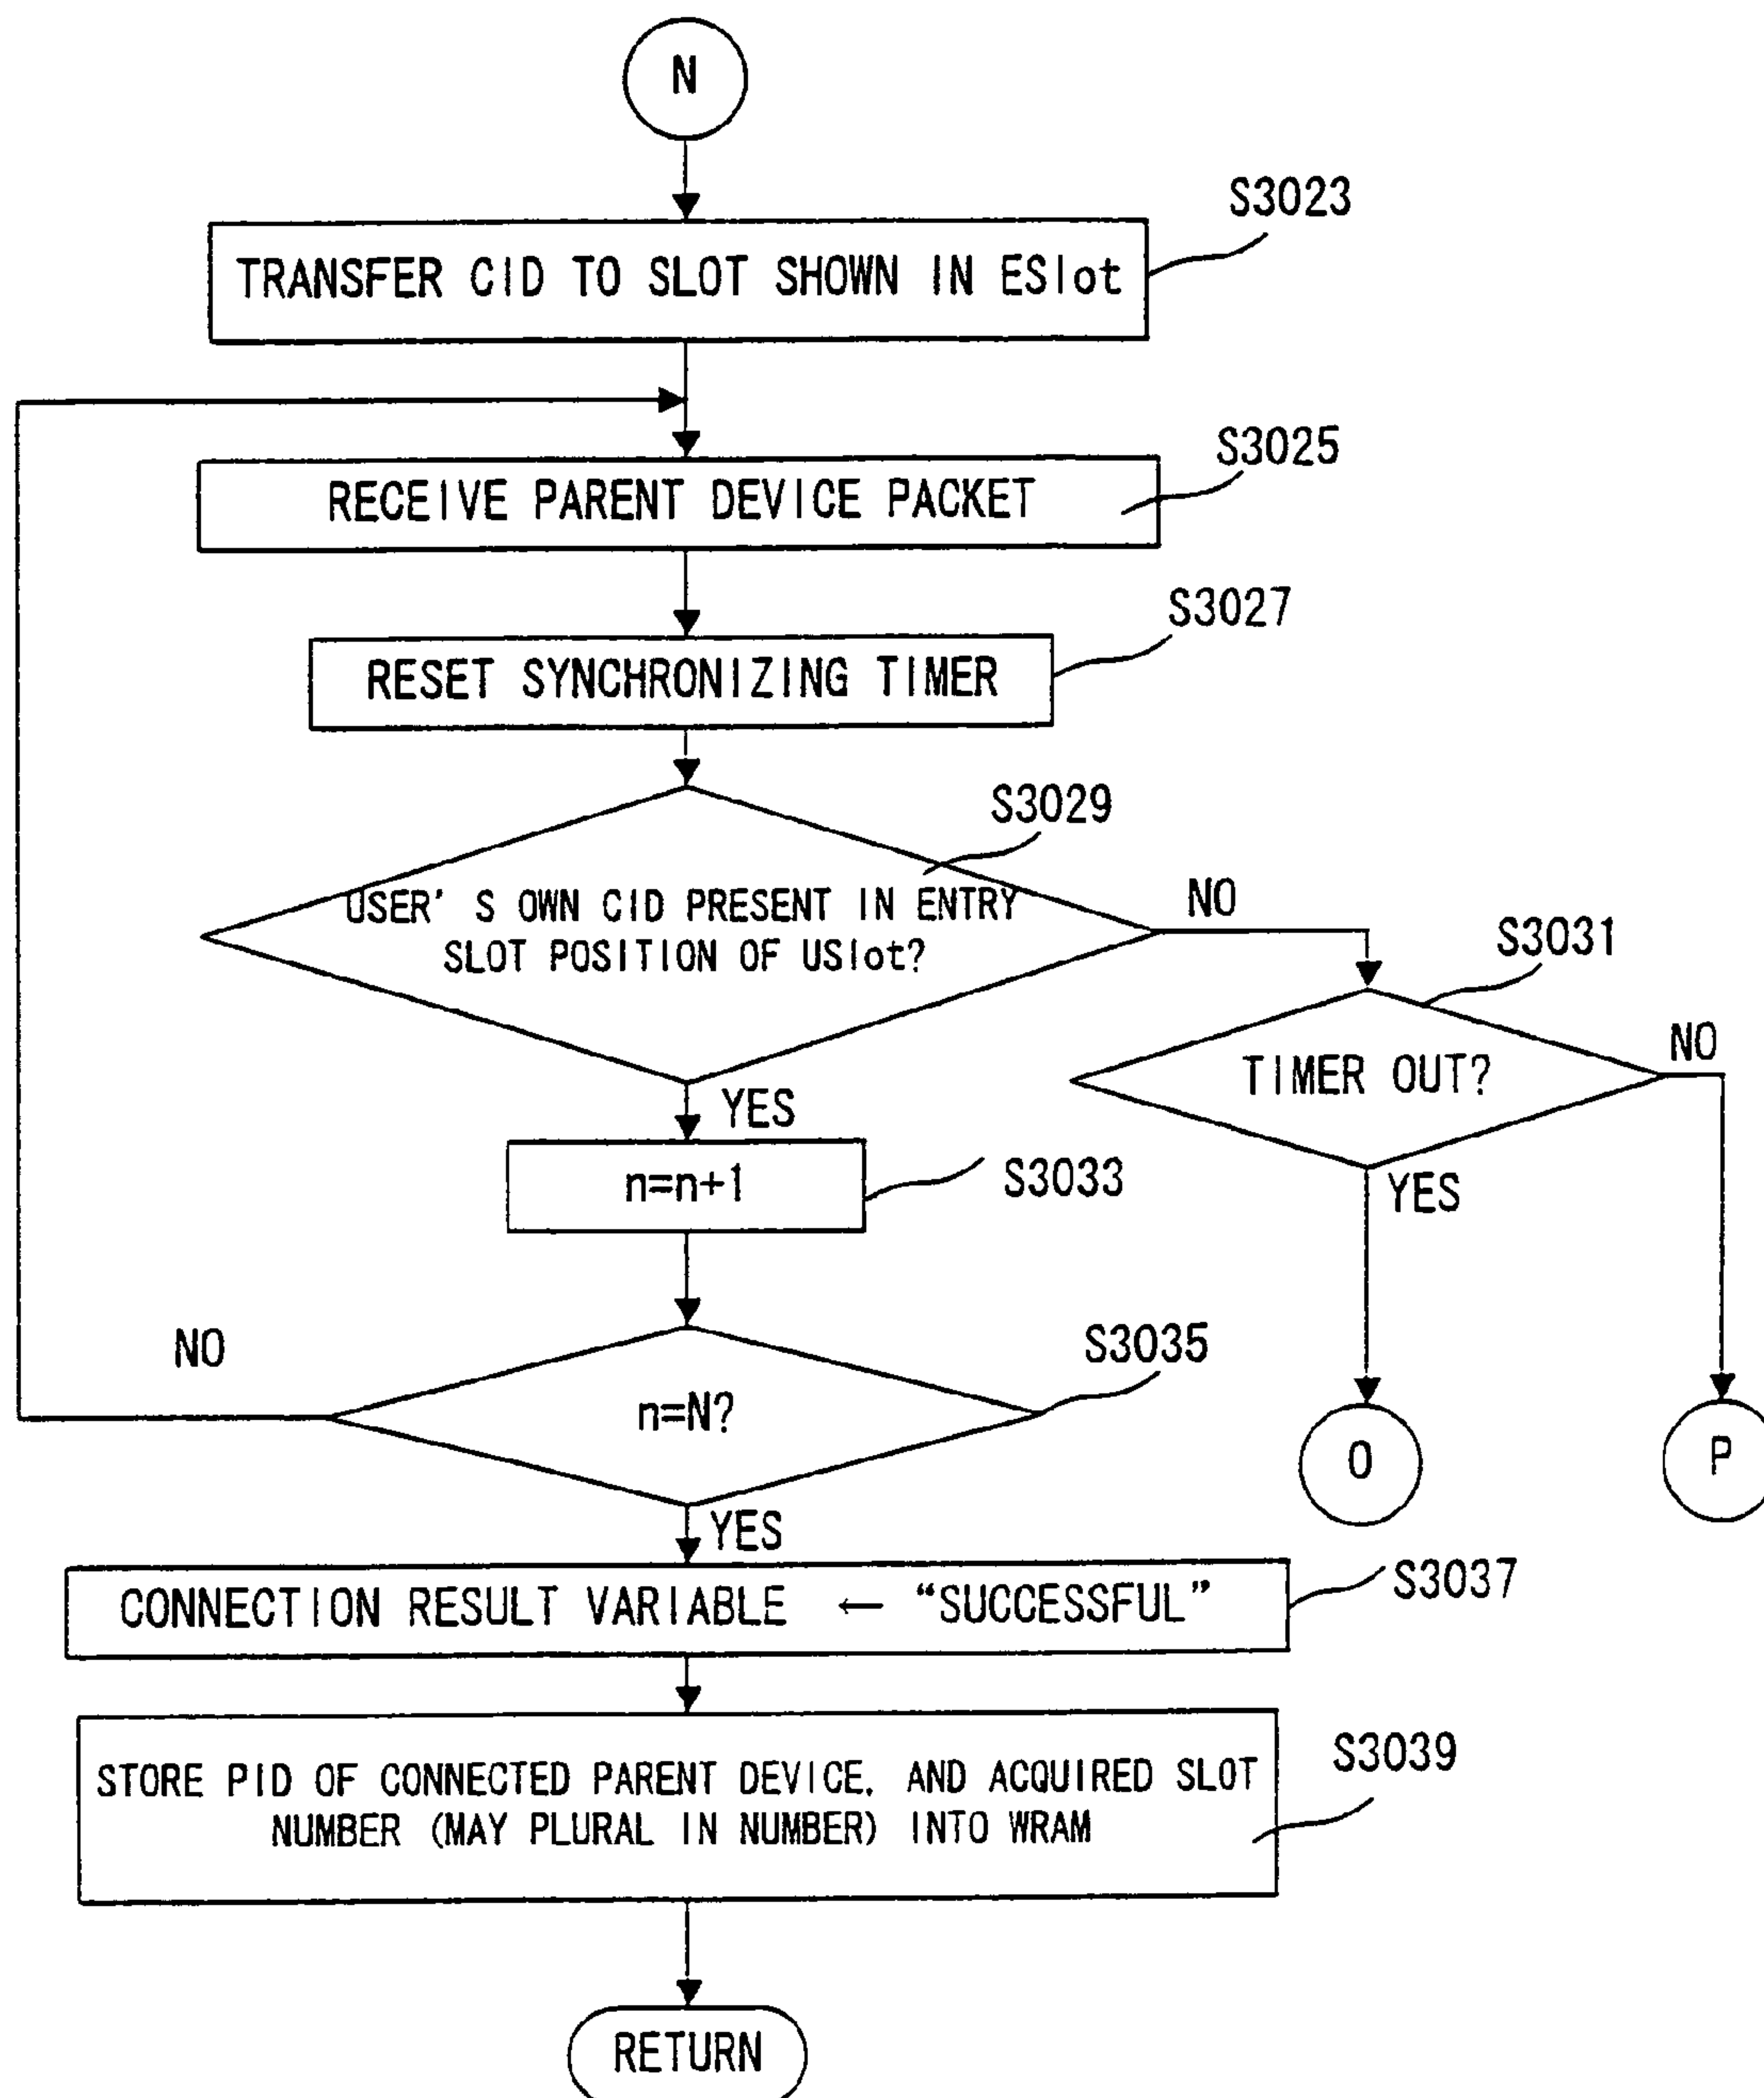 N
S3023
TRANSFER CID TO SLOT SHOWN IN ESlot
S3025
RECEIVE PARENT DEVICE PACKET
S3027
RESET SYNCHRONIZING TIMER
S3029
USER'S OWN CID PRESENT IN ENTRY
SLOT POSITION OF USlot?
NO
S3031
TIMER OUT?
NO
YES
YES
n=n+1
S3033
NO
S3035
n=N?
O
P
YES
CONNECTION RESULT VARIABLE ← “SUCCESSFUL”
S3037
STORE PID OF CONNECTED PARENT DEVICE, AND ACQUIRED SLOT
NUMBER (MAY PLURAL IN NUMBER) INTO WRAM
S3039
RETURN